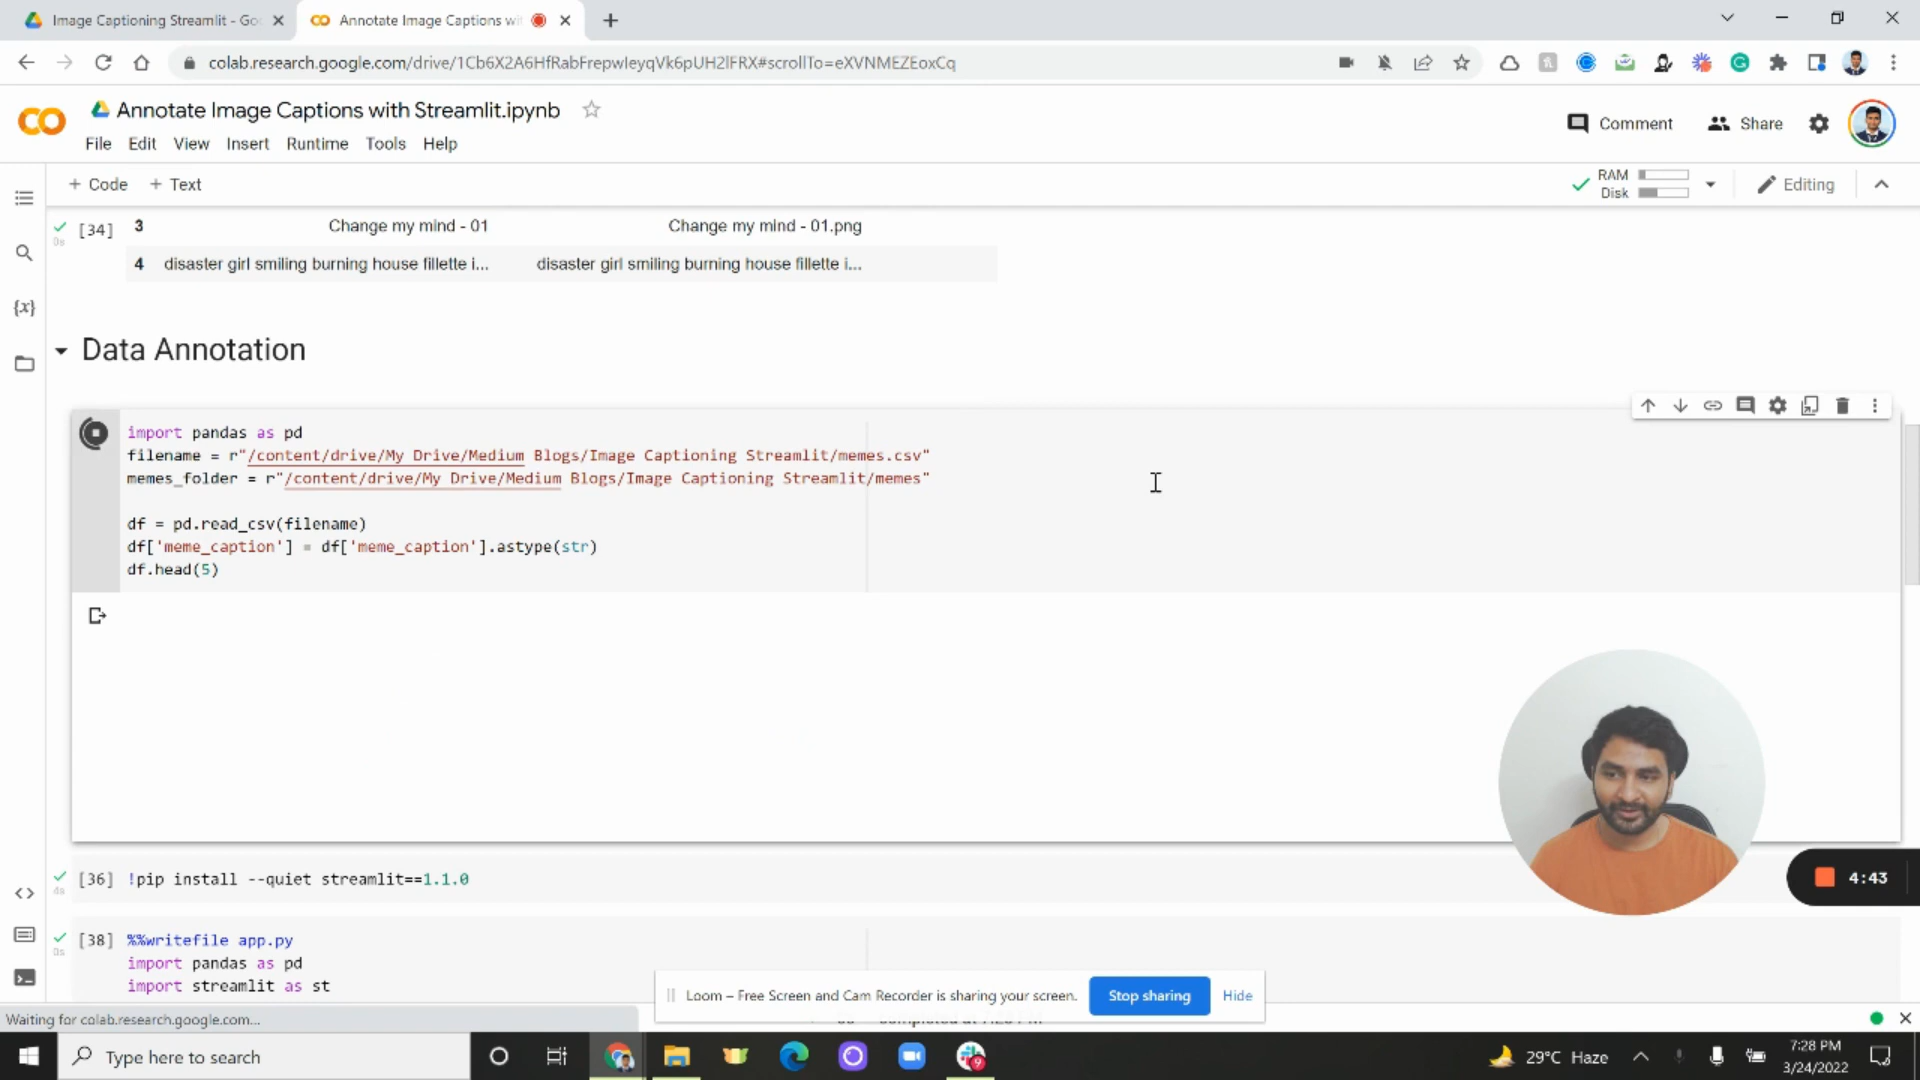 Image Captioning Streamlit - Go
Annotate Image Captions wi
colab.research.google.com/drive/1Cb6X2A6HfRabFrepwIeyqVk6pUH2lFRX#scrollTo=eXVNMEZEoxCq
CO
Annotate Image Captions with Streamlit.ipynb
Comment
Share
File Edit View Insert Runtime Tools Help
+ Code + Text
RAM
Disk
Editing
[34] 3 Change my mind - 01 Change my mind - 01.png
0s
4 disaster girl smiling burning house fillette i... disaster girl smiling burning house fillette i...
{x}
Data Annotation
import pandas as pd
filename = r"/content/drive/My Drive/Medium Blogs/Image Captioning Streamlit/memes.csv"
memes_folder = r"/content/drive/My Drive/Medium Blogs/Image Captioning Streamlit/memes"
df = pd.read_csv(filename)
df['meme_caption'] = df['meme_caption'].astype(str)
df.head(5)
[36] !pip install --quiet streamlit==1.1.0
4s
4:43
[38] %%writefile app.py
0s
import pandas as pd
import streamlit as st
Loom – Free Screen and Cam Recorder is sharing your screen. Stop sharing Hide
Waiting for colab.research.google.com...
Type here to search
9
29°C Haze
7:28 PM
3/24/2022